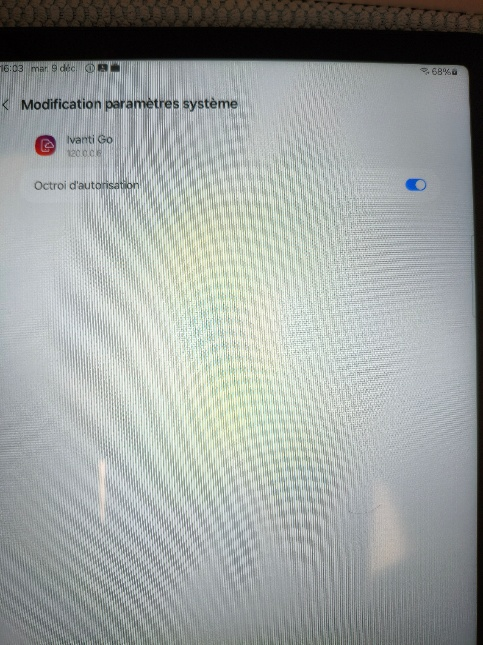 16:03 mar. 9 déc. 68%
Modification paramètres système
Ivanti Go
Octroi d'autorisation